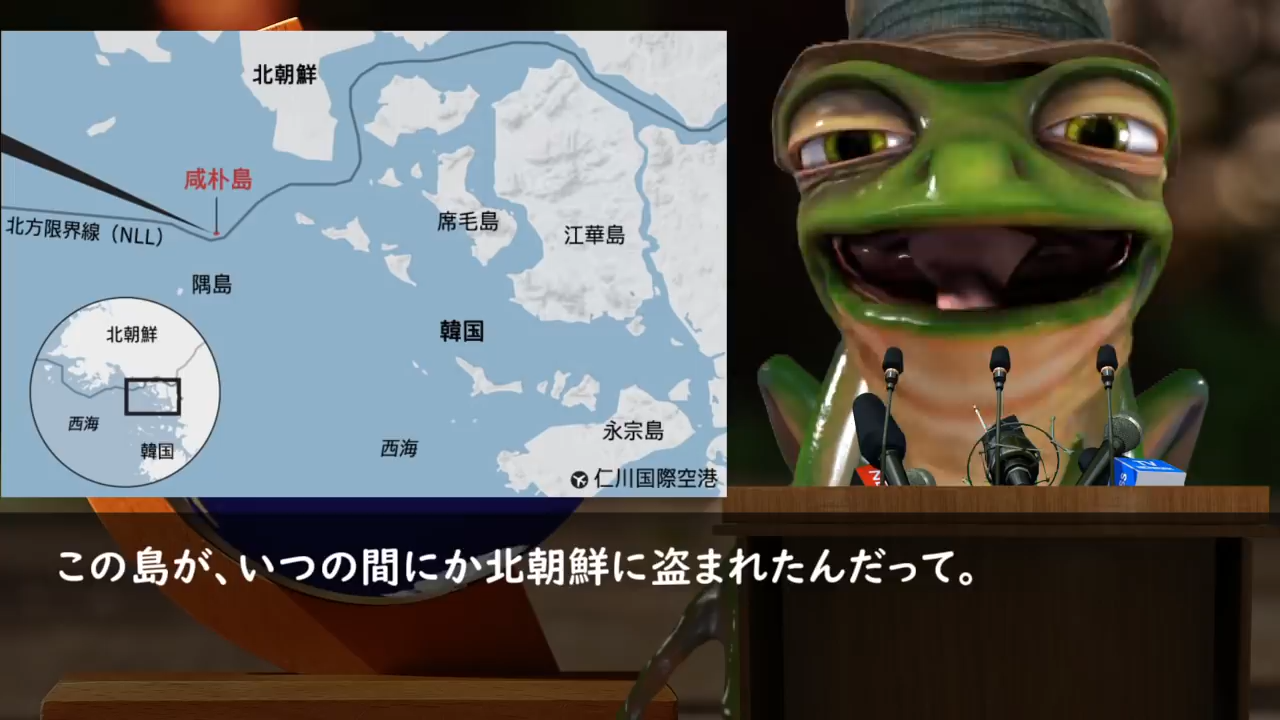 北朝鮮
咸朴島
北方限界線（NLL）
席毛島
江華島
隅島
北朝鮮
韓国
西海
韓国
西海
永宗島
仁川国際空港
TV
この島が、いつの間にか北朝鮮に盗まれたんだって。